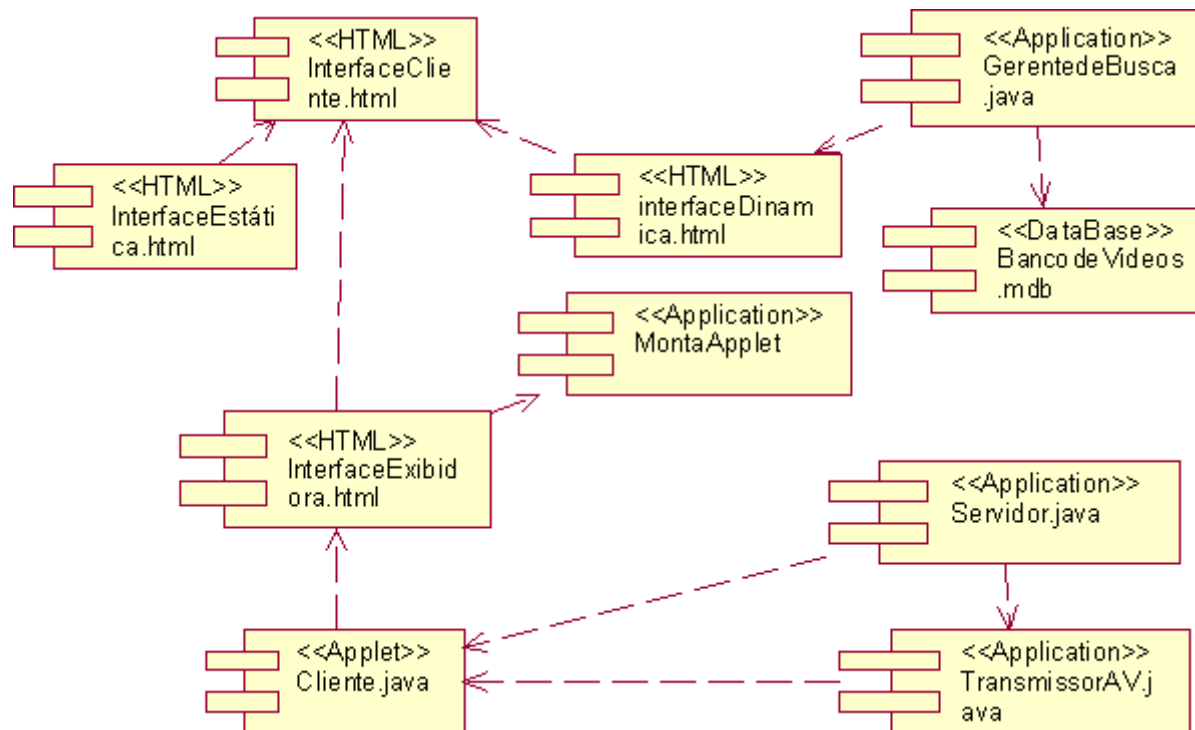 <<HTML>>
InterfaceClie
nte.html
<<Application>>
GerentedeBusca
.java
<<HTML>>
InterfaceEstáti
ca.html
<<HTML>>
interfaceDinam
ica.html
<<DataBase>>
BancodeVideos
.mdb
<<Application>>
MontaApplet
<<HTML>>
InterfaceExibid
ora.html
<<Application>>
Servidor.java
<<Applet>>
Cliente.java
<<Application>>
TransmissorAV.j
ava